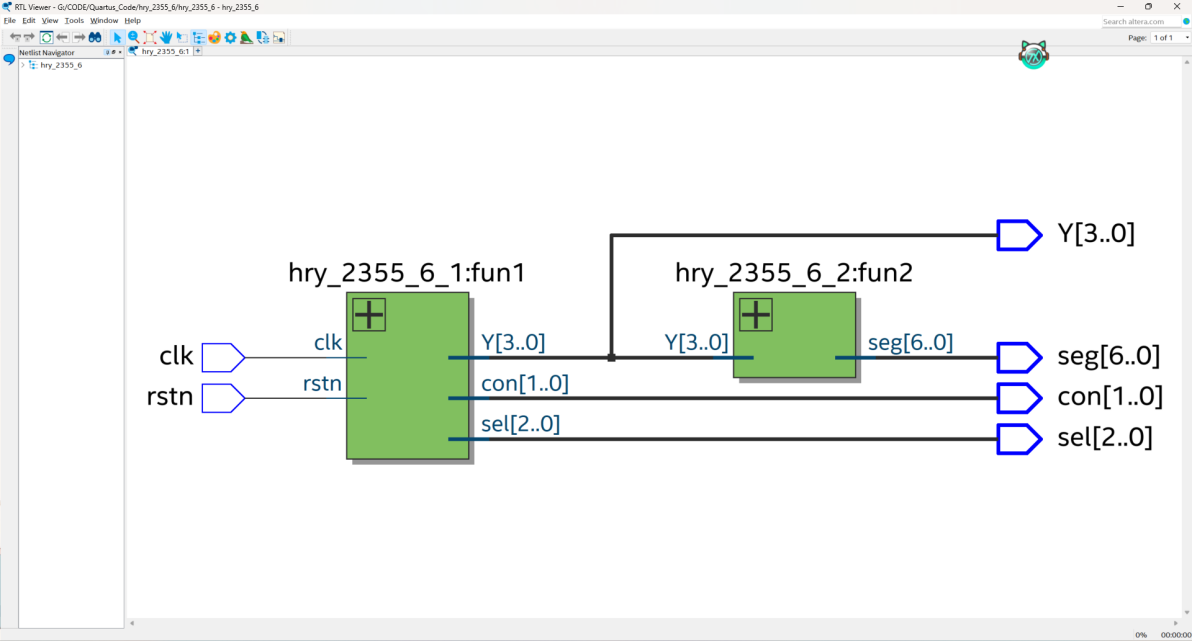 RTL Viewer - G:/CODE/Quartus_Code/hry_2355_6/hry_2355_6 - hry_2355_6
File Edit View Tools Window Help
Search altera.com
Page: 1 of 1
Netlist Navigator
hry_2355_6:1
hry_2355_6
Y[3..0]
hry_2355_6_1:fun1
hry_2355_6_2:fun2
clk
clk
Y[3..0]
Y[3..0]
seg[6..0]
seg[6..0]
rstn
rstn
con[1..0]
con[1..0]
sel[2..0]
sel[2..0]
0% 00:00:00